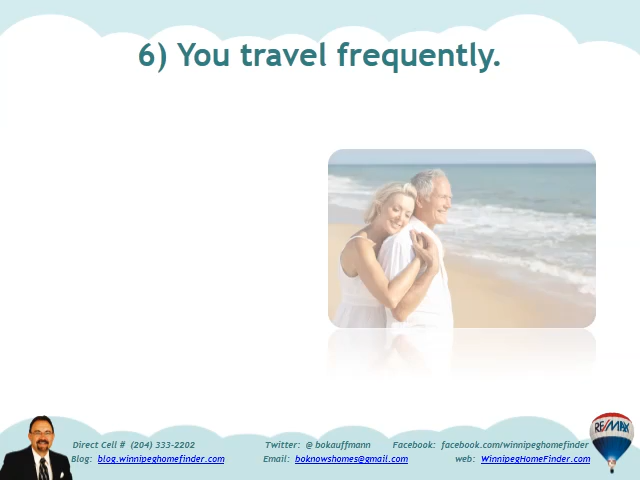 6) You travel frequently.
RE/MAX
Direct Cell # (204) 333-2202 Twitter: @ bokauffmann Facebook: facebook.com/winnipeghomefinder
Blog: blog.winnipeghomefinder.com Email: boknowshomes@gmail.com web: WinnipegHomeFinder.com